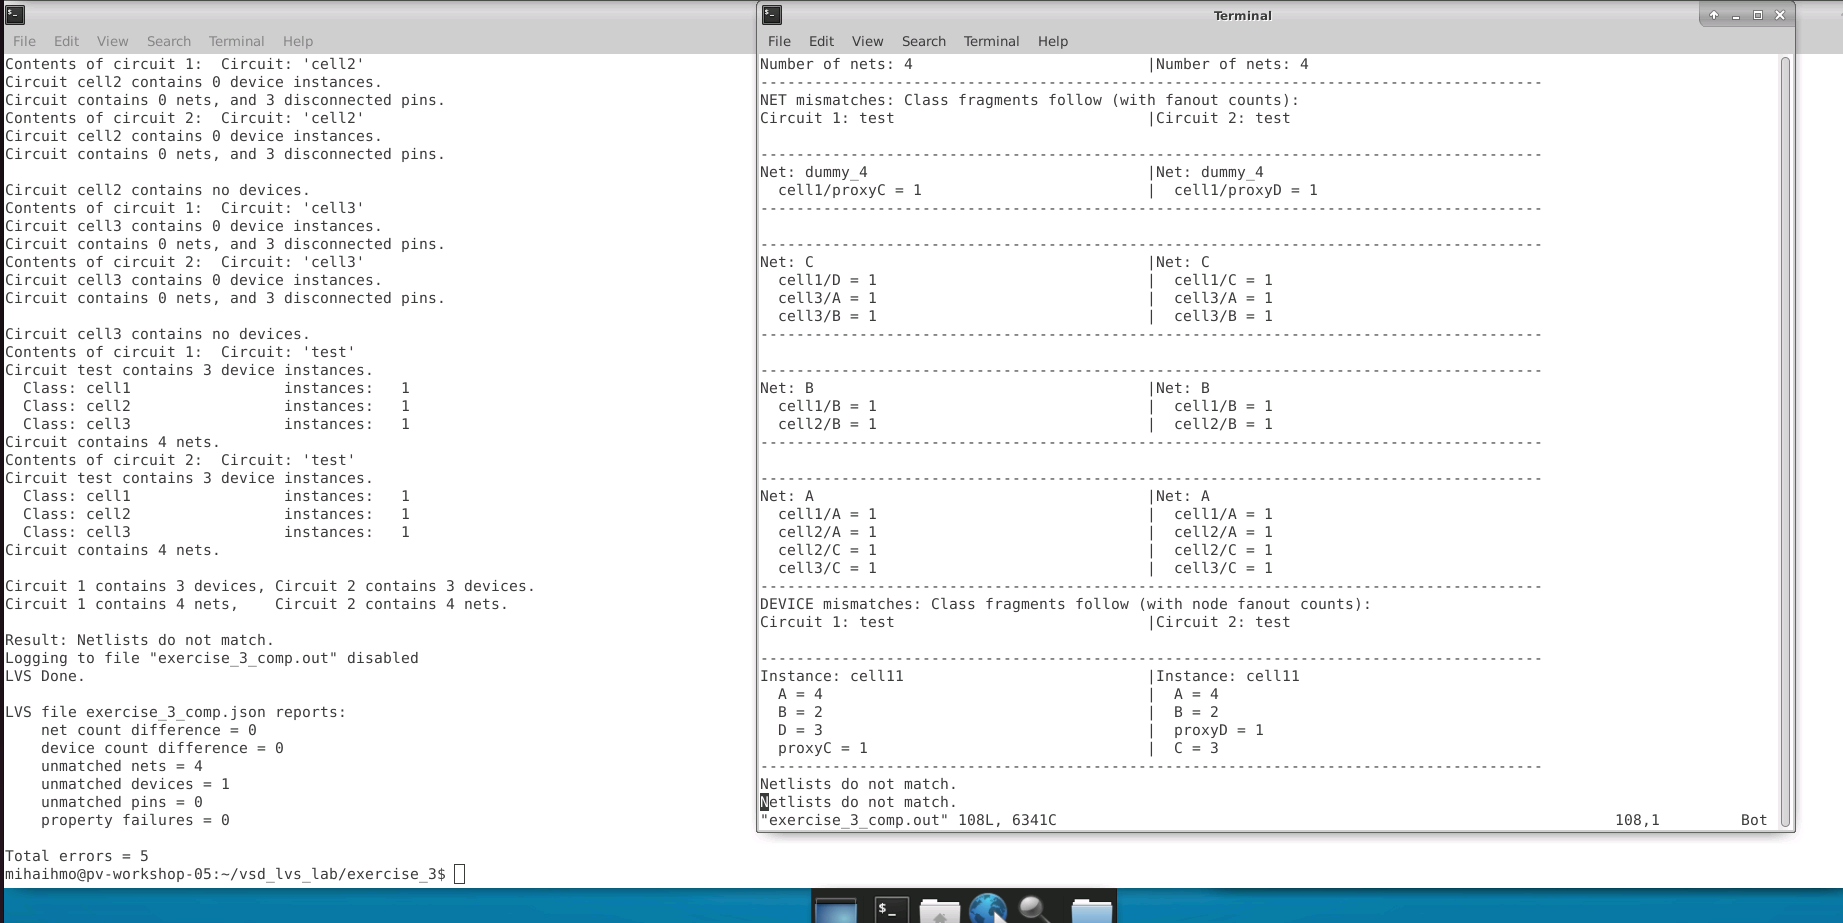 File Edit View Search Terminal Help
Contents of circuit 1:  Circuit: 'cell2'
Circuit cell2 contains 0 device instances.
Circuit contains 0 nets, and 3 disconnected pins.
Contents of circuit 2:  Circuit: 'cell2'
Circuit cell2 contains 0 device instances.
Circuit contains 0 nets, and 3 disconnected pins.
Circuit cell2 contains no devices.
Contents of circuit 1:  Circuit: 'cell3'
Circuit cell3 contains 0 device instances.
Circuit contains 0 nets, and 3 disconnected pins.
Contents of circuit 2:  Circuit: 'cell3'
Circuit cell3 contains 0 device instances.
Circuit contains 0 nets, and 3 disconnected pins.
Circuit cell3 contains no devices.
Contents of circuit 1:  Circuit: 'test'
Circuit test contains 3 device instances.
  Class: cell1                 instances:   1
  Class: cell2                 instances:   1
  Class: cell3                 instances:   1
Circuit contains 4 nets.
Contents of circuit 2:  Circuit: 'test'
Circuit test contains 3 device instances.
  Class: cell1                 instances:   1
  Class: cell2                 instances:   1
  Class: cell3                 instances:   1
Circuit contains 4 nets.
Circuit 1 contains 3 devices, Circuit 2 contains 3 devices.
Circuit 1 contains 4 nets,    Circuit 2 contains 4 nets.
Result: Netlists do not match.
Logging to file "exercise_3_comp.out" disabled
LVS Done.
LVS file exercise_3_comp.json reports:
    net count difference = 0
    device count difference = 0
    unmatched nets = 4
    unmatched devices = 1
    unmatched pins = 0
    property failures = 0
Total errors = 5
mihaihmo@pv-workshop-05:~/vsd_lvs_lab/exercise_3$
Terminal
File Edit View Search Terminal Help
Number of nets: 4                          |Number of nets: 4
---------------------------------------------------------------------------------------
NET mismatches: Class fragments follow (with fanout counts):
Circuit 1: test                            |Circuit 2: test
---------------------------------------------------------------------------------------
Net: dummy_4                               |Net: dummy_4
  cell1/proxyC = 1                         |  cell1/proxyD = 1
---------------------------------------------------------------------------------------
---------------------------------------------------------------------------------------
Net: C                                     |Net: C
  cell1/D = 1                              |  cell1/C = 1
  cell3/A = 1                              |  cell3/A = 1
  cell3/B = 1                              |  cell3/B = 1
---------------------------------------------------------------------------------------
---------------------------------------------------------------------------------------
Net: B                                     |Net: B
  cell1/B = 1                              |  cell1/B = 1
  cell2/B = 1                              |  cell2/B = 1
---------------------------------------------------------------------------------------
---------------------------------------------------------------------------------------
Net: A                                     |Net: A
  cell1/A = 1                              |  cell1/A = 1
  cell2/A = 1                              |  cell2/A = 1
  cell2/C = 1                              |  cell2/C = 1
  cell3/C = 1                              |  cell3/C = 1
---------------------------------------------------------------------------------------
DEVICE mismatches: Class fragments follow (with node fanout counts):
Circuit 1: test                            |Circuit 2: test
---------------------------------------------------------------------------------------
Instance: cell11                           |Instance: cell11
  A = 4                                    |  A = 4
  B = 2                                    |  B = 2
  D = 3                                    |  proxyD = 1
  proxyC = 1                               |  C = 3
---------------------------------------------------------------------------------------
Netlists do not match.
Netlists do not match.
"exercise_3_comp.out" 108L, 6341C          108,1         Bot